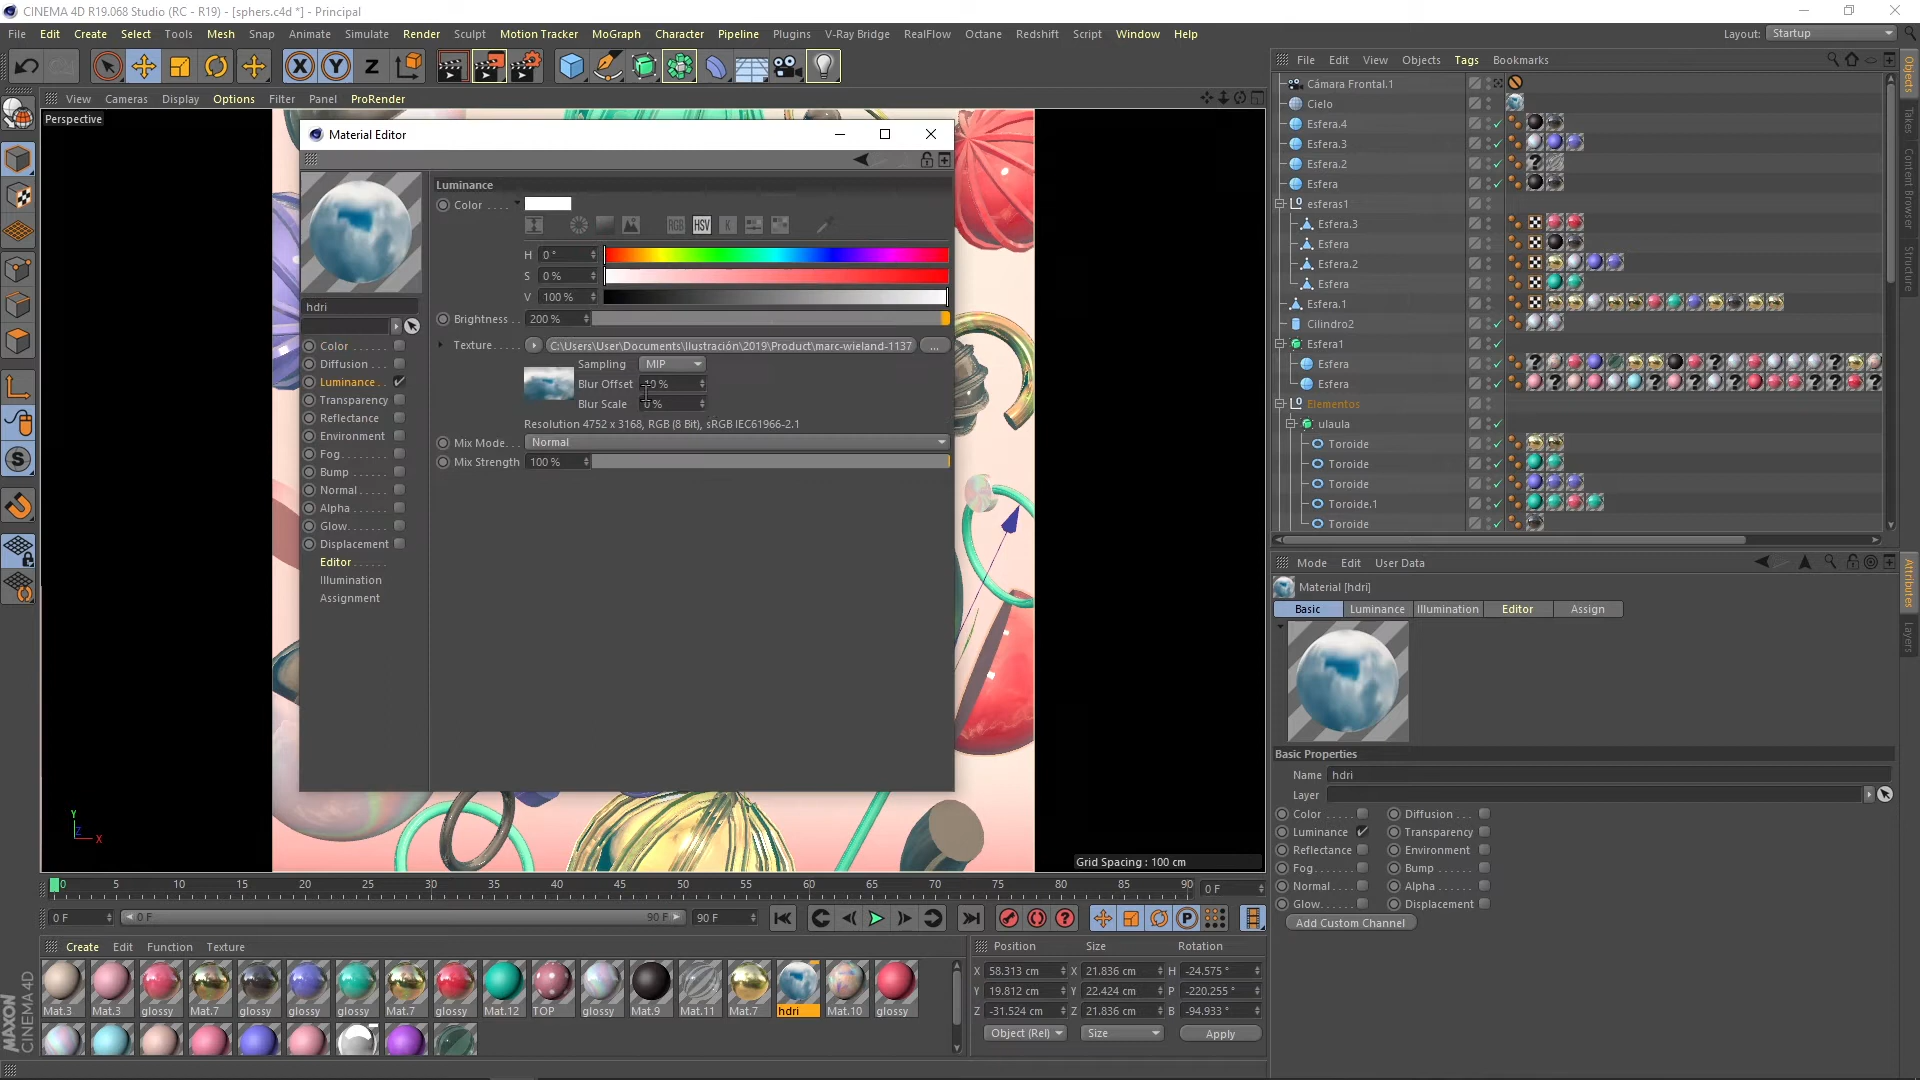 CINEMA 4D R19.068 Studio (RC - R19) - [sphers.c4d *] - Principal
File Edit Create Select Tools Mesh Snap Animate Simulate Render Sculpt Motion Tracker MoGraph Character Pipeline Plugins V-Ray Bridge RealFlow Octane Redshift Script Window Help Layout: Startup
File Edit View Objects Tags Bookmarks
View Cameras Display Options Filter Panel ProRender
Perspective
Material Editor
hdri
Color
Diffusion
Luminance
Transparency
Reflectance
Environment
Fog
Bump
Normal
Alpha
Glow
Displacement
Editor
Illumination
Assignment
Luminance
Color
RGB HSV K
H 0 °
S 0 %
V 100 %
Brightness 200 %
Texture C:\Users\User\Documents\Ilustración\2019\Product\marc-wieland-1137 ...
Sampling MIP
Blur Offset
Blur Scale 0 %
Resolution 4752 x 3168, RGB (8 Bit), sRGB IEC61966-2.1
Mix Mode Normal
Mix Strength 100 %
Grid Spacing : 100 cm
Y
Z
X
Cámara Frontal.1
Cielo
Esfera.4
Esfera.3
Esfera.2
Esfera
esferas1
Esfera.3
Esfera
Esfera.2
Esfera
Esfera.1
Cilindro2
Esfera1
Esfera
Esfera
Elementos
ulaula
Toroide
Toroide
Toroide
Toroide.1
Toroide
Objects
Takes
Content Browser
Structure
Mode Edit User Data
Material [hdri]
Basic Luminance Illumination Editor Assign
Basic Properties
Name hdri
Layer
Color Diffusion
Luminance Transparency
Reflectance Environment
Fog Bump
Normal Alpha
Glow Displacement
Add Custom Channel
Attributes
Layers
0 5 10 15 20 25 30 35 40 45 50 55 60 65 70 75 80 85 90 0 F
0 F 0 F 90 F 90 F
Create Edit Function Texture
Mat.3 Mat.3 glossy Mat.7 glossy glossy glossy Mat.7 glossy Mat.12 TOP glossy Mat.9 Mat.11 Mat.7 hdri Mat.10 glossy
Position Size Rotation
X 58.313 cm X 21.836 cm H -24.575 °
Y 19.812 cm Y 22.424 cm P -220.255 °
Z -31.524 cm Z 21.836 cm B -94.933 °
Object (Rel) Size Apply
MAXON
CINEMA 4D